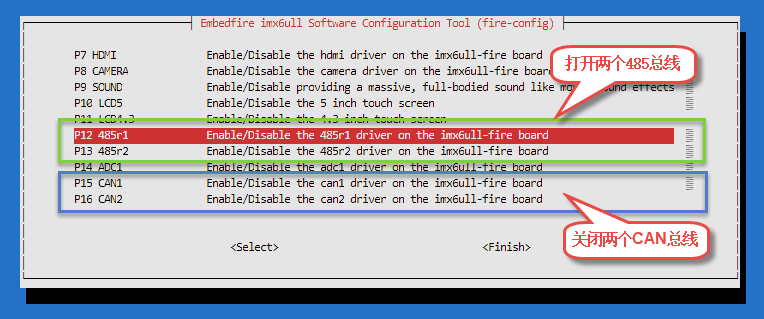 Embedfire imx6ull Software Configuration Tool (fire-config)
P7 HDMI Enable/Disable the hdmi driver on the imx6ull-fire board
P8 CAMERA Enable/Disable the camera driver on the imx6ull-fire board
P9 SOUND Enable/Disable providing a massive, full-bodied sound like sound effects
P10 LCD5 Enable/Disable the 5 inch touch screen
P11 LCD4.3 Enable/Disable the 4.3 inch touch screen
P12 485r1 Enable/Disable the 485r1 driver on the imx6ull-fire board
P13 485r2 Enable/Disable the 485r2 driver on the imx6ull-fire board
P14 ADC1 Enable/Disable the adc1 driver on the imx6ull-fire board
P15 CAN1 Enable/Disable the can1 driver on the imx6ull-fire board
P16 CAN2 Enable/Disable the can2 driver on the imx6ull-fire board
<Select> <Finish>
打开两个485总线
关闭两个CAN总线